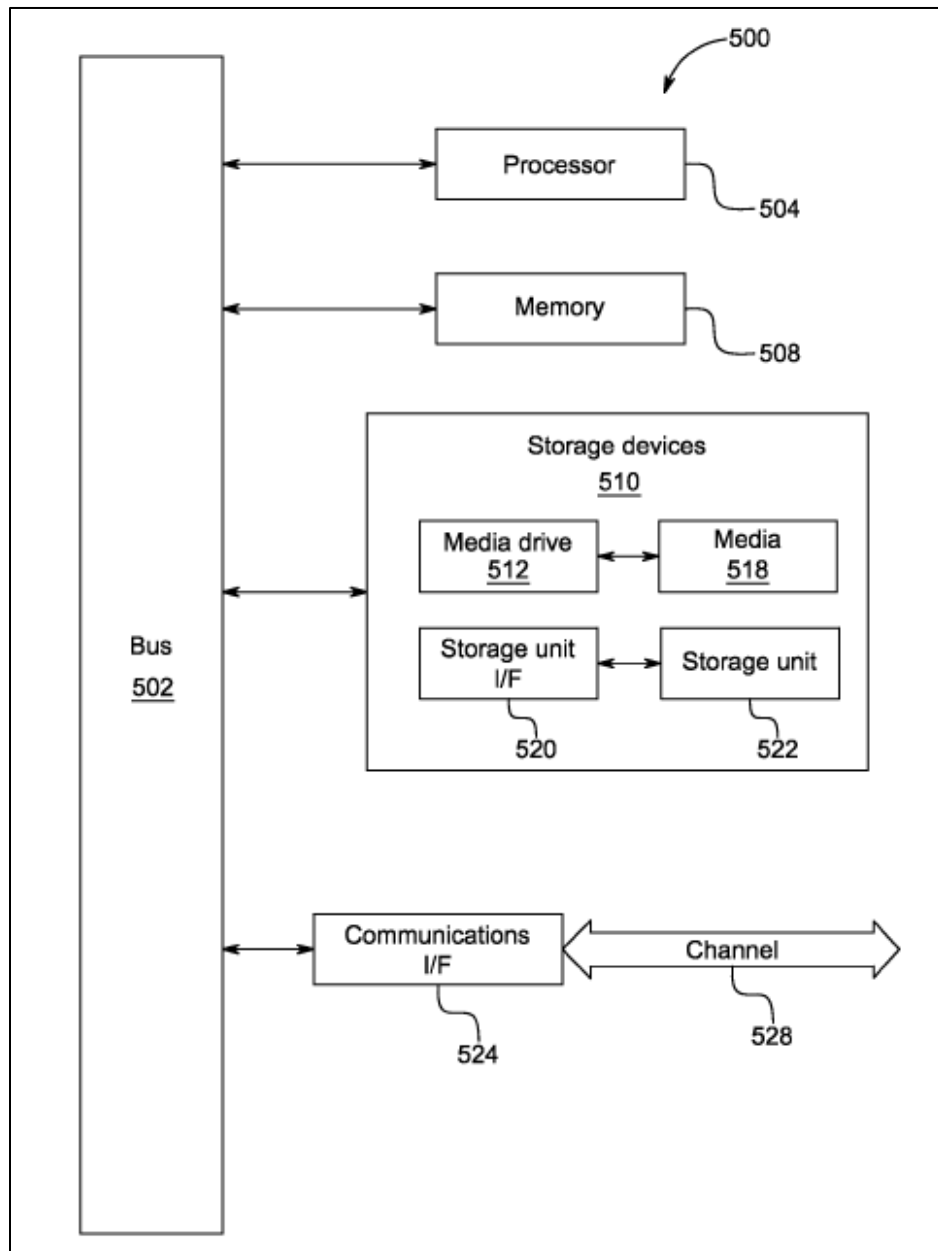 500
Processor
504
Memory
508
Storage devices
510
Media drive
512
Media
518
Storage unit
I/F
520
Storage unit
522
Bus
502
Communications
I/F
524
Channel
528